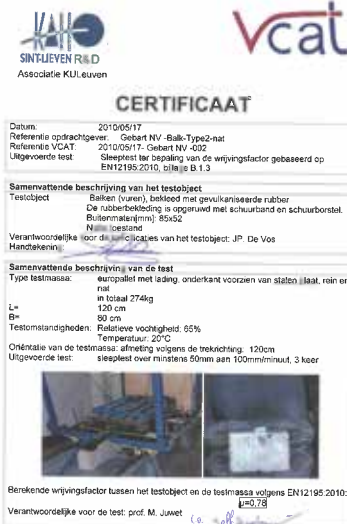 KAHO
SINT-LIEVEN R&D
Associatie KULeuven
Vcat
CERTIFICAAT
Datum: 2010/05/17
Referentie opdrachtgever: Gebart NV -Balk-Type2-nat
Referentie VCAT: 2010/05/17- Gebart NV -002
Uitgevoerde test: Sleeptest ter bepaling van de wrijvingsfactor gebaseerd op
EN12195:2010, bijlage B.1.3
Samenvattende beschrijving van het testobject
Testobject Balken (vuren), bekleed met gevulkaniseerde rubber
De rubberbekleding is opgeruwd met schuurband en schuurborstel.
Buitenmaten[mm]: 85x52
toestand
Verantwoordelijke voor de specificaties van het testobject: JP. De Vos
Handtekening:
Samenvattende beschrijving van de test
Type testmassa: europallet met lading, onderkant voorzien van stalen plaat, rein en
nat
in totaal 274kg
L= 120 cm
B= 80 cm
Testomstandigheden: Relatieve vochtigheid: 65%
Temperatuur: 20°C
Oriëntatie van de testmassa: afmeting volgens de trekrichting: 120cm
Uitgevoerde test: sleeptest over minstens 50mm aan 100mm/minuut, 3 keer
Berekende wrijvingsfactor tussen het testobject en de testmassa volgens EN12195:2010:
μ=0,78
Verantwoordelijke voor de test: prof. M. Juwet